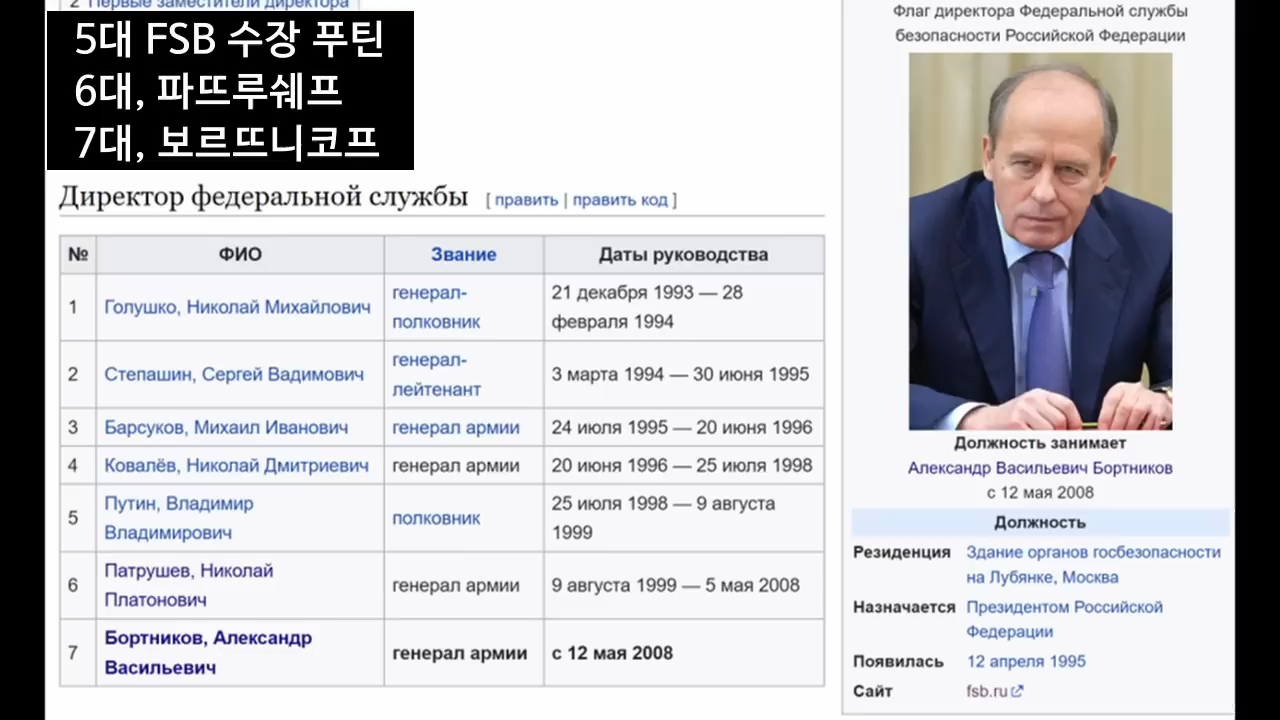 2 Первые заместители директора
5대 FSB 수장 푸틴
6대, 파뜨루쉐프
7대, 보르뜨니코프
Директор федеральной службы [ править | править код ]
№ ФИО Звание Даты руководства
1 Голушко, Николай Михайлович генерал-полковник 21 декабря 1993 — 28 февраля 1994
2 Степашин, Сергей Вадимович генерал-лейтенант 3 марта 1994 — 30 июня 1995
3 Барсуков, Михаил Иванович генерал армии 24 июля 1995 — 20 июня 1996
4 Ковалёв, Николай Дмитриевич генерал армии 20 июня 1996 — 25 июля 1998
5 Путин, Владимир Владимирович полковник 25 июля 1998 — 9 августа 1999
6 Патрушев, Николай Платонович генерал армии 9 августа 1999 — 5 мая 2008
7 Бортников, Александр Васильевич генерал армии с 12 мая 2008
Флаг директора Федеральной службы
безопасности Российской Федерации
Должность занимает
Александр Васильевич Бортников
с 12 мая 2008
Должность
Резиденция Здание органов госбезопасности
на Лубянке, Москва
Назначается Президентом Российской
Федерации
Появилась 12 апреля 1995
Сайт fsb.ru